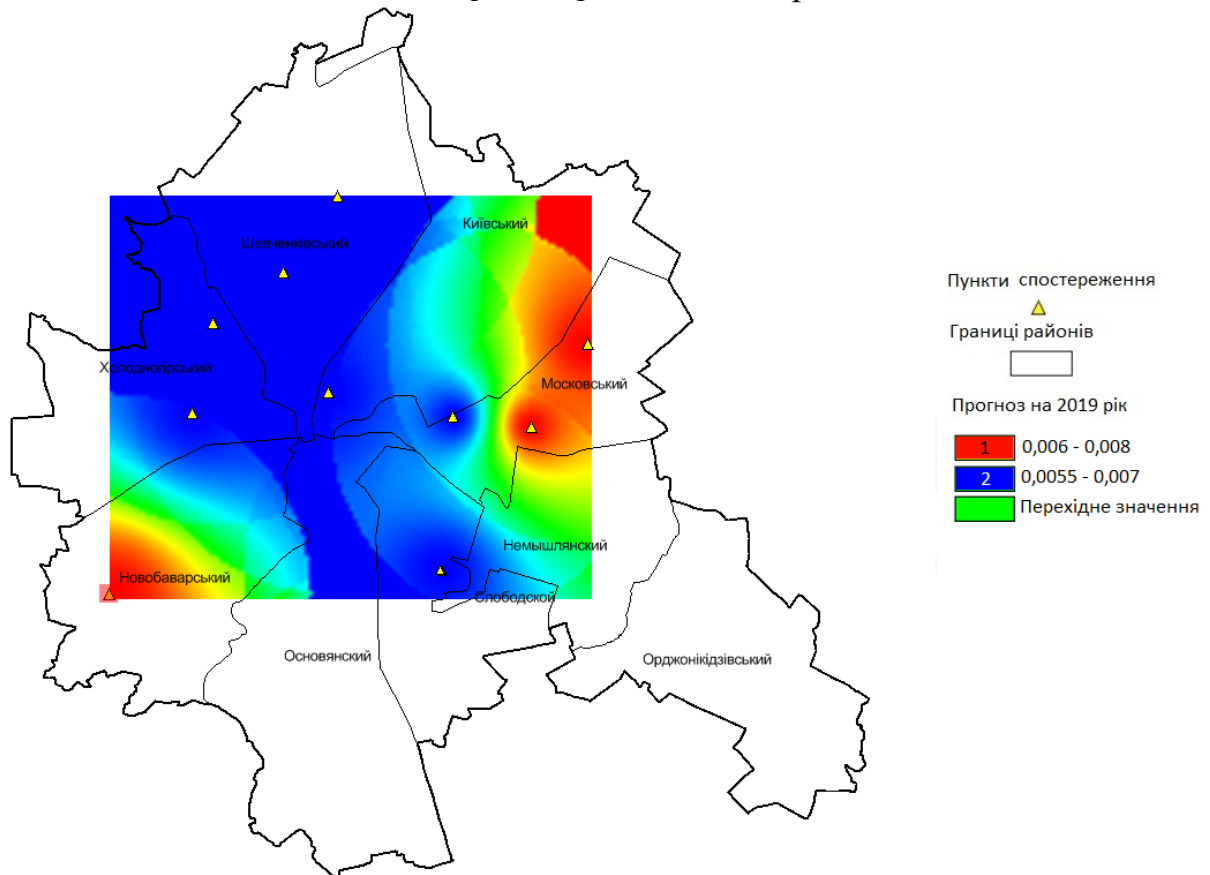 Київський
Шевченківський
Холодногірський
Московський
Немышлянский
Новобаварський
Слободской
Основянский
Орджонікідзівський
Пункти спостереження
Границі районів
Прогноз на 2019 рік
1 0,006 - 0,008
2 0,0055 - 0,007
Перехідне значення